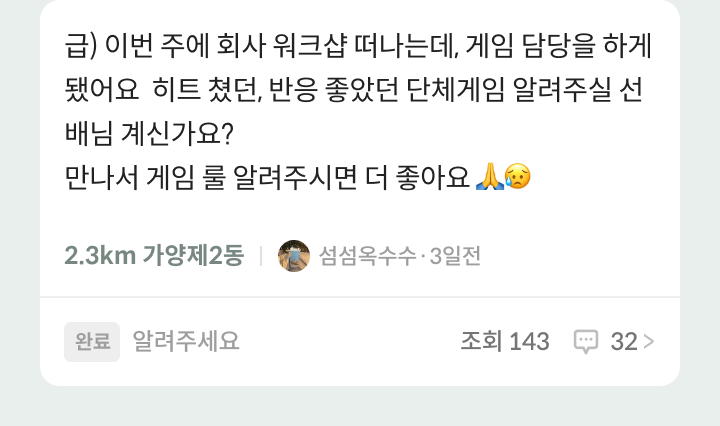 급) 이번 주에 회사 워크샵 떠나는데, 게임 담당을 하게
됐어요  히트 쳤던, 반응 좋았던 단체게임 알려주실 선
배님 계신가요?
만나서 게임 룰 알려주시면 더 좋아요 🙏😥
2.3km 가양제2동 | 섬섬옥수수 · 3일전
완료 알려주세요 조회 143 32 >